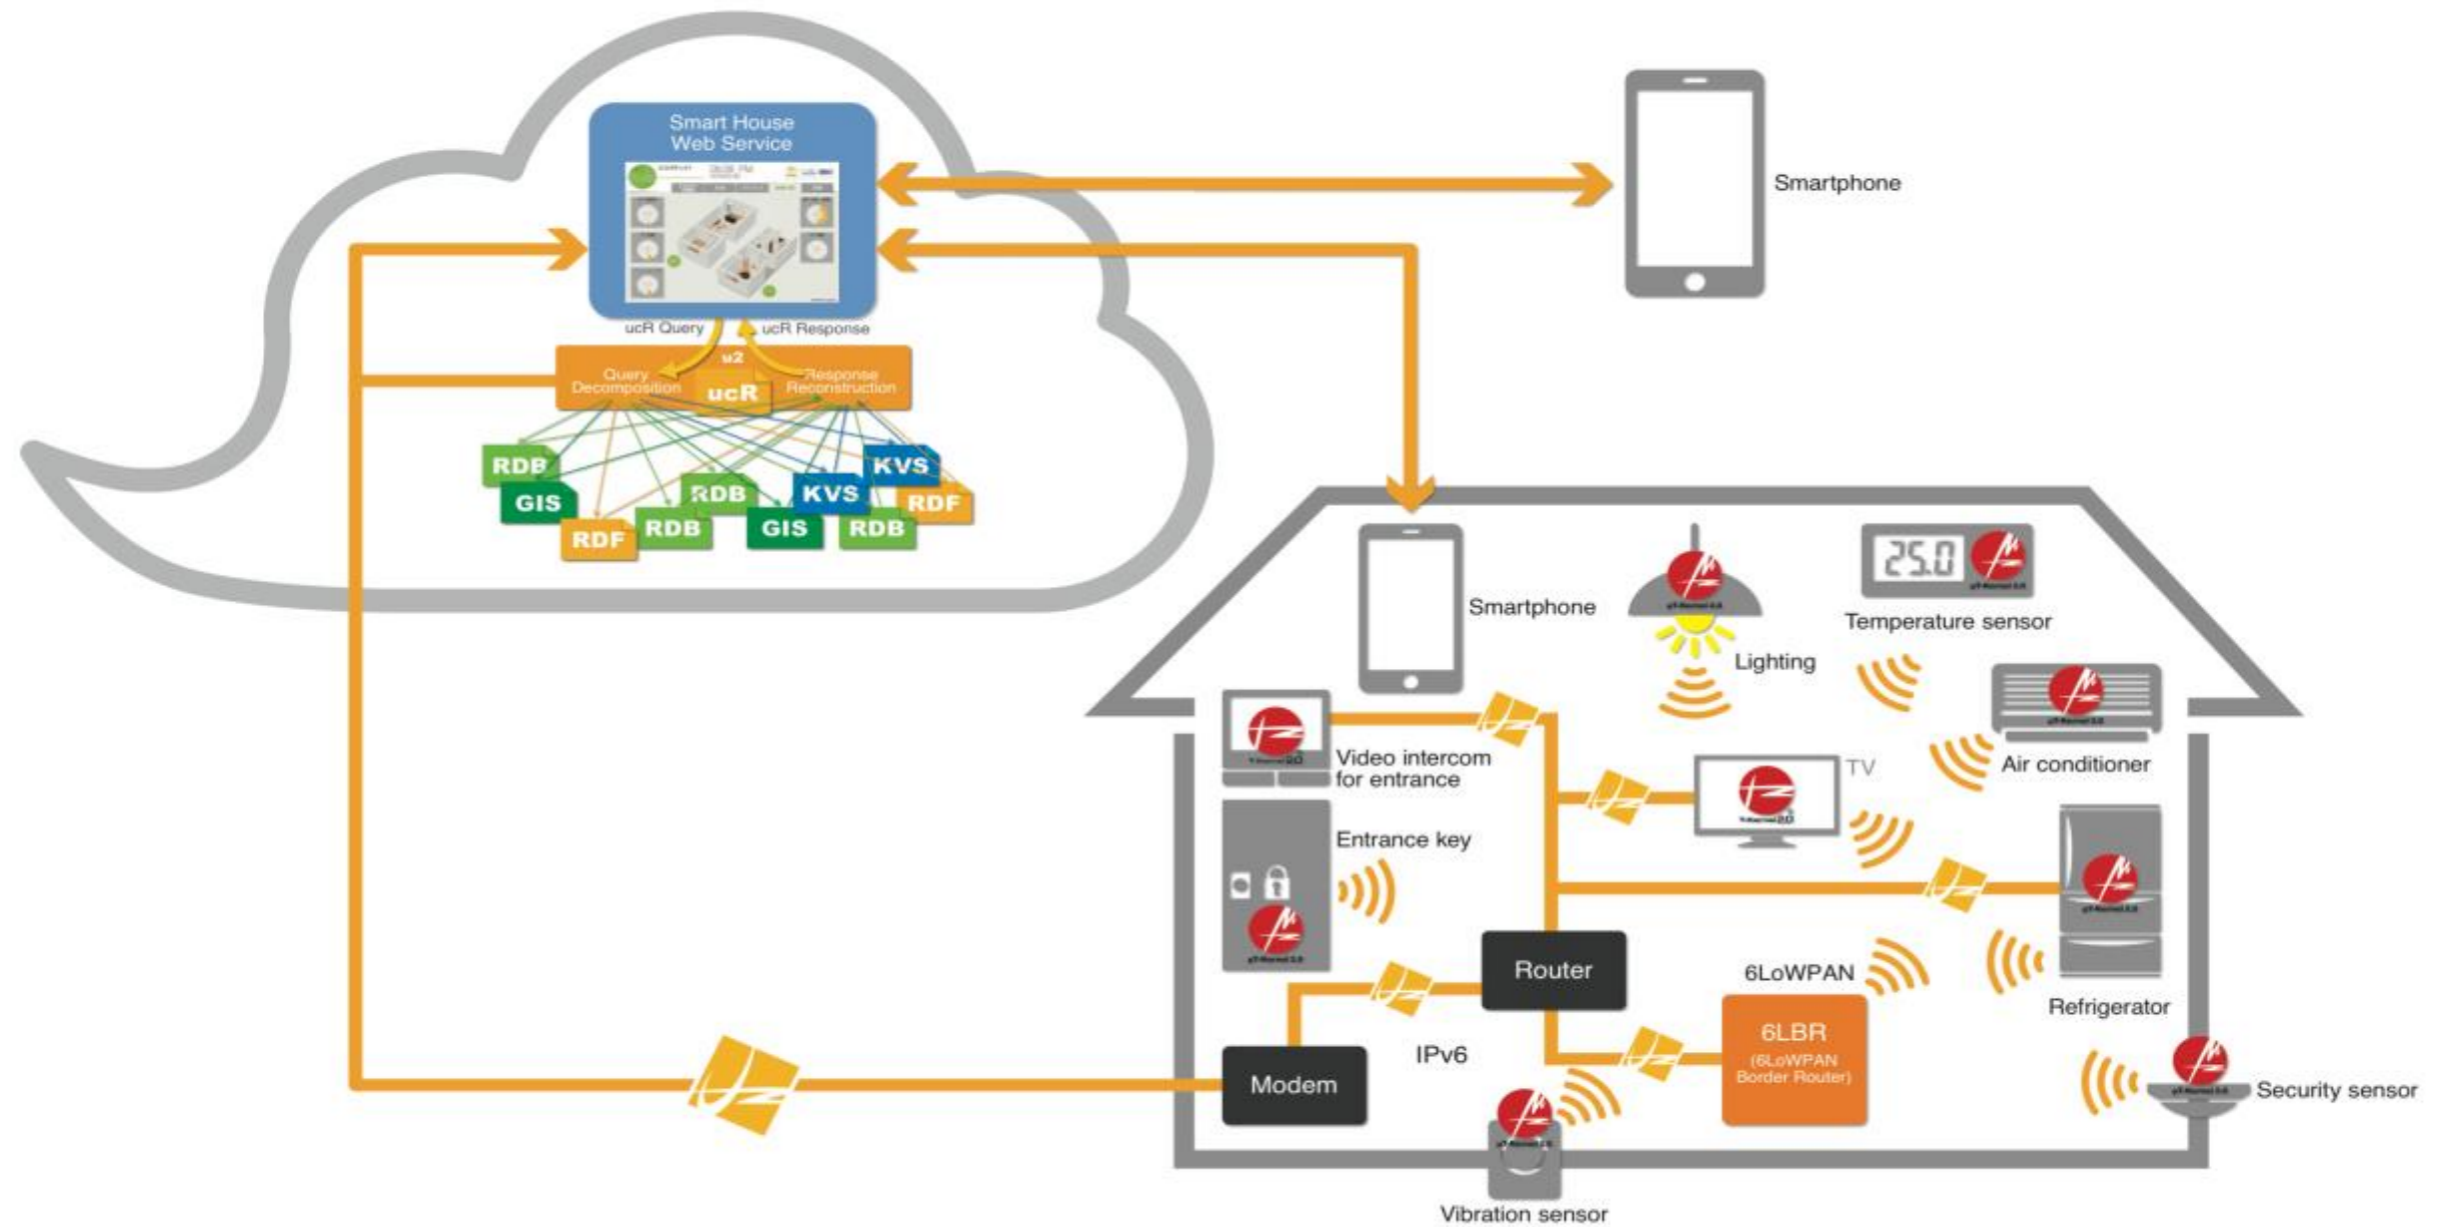 Smart House
Web Service
Smartphone
ucR Query
ucR Response
u2
Query
Decomposition
ucR
Response
Reconstruction
RDB
GIS
RDF
RDB
RDB
GIS
KVS
KVS
RDB
RDF
Smartphone
Lighting
25.0
Temperature sensor
Air conditioner
Video intercom
for entrance
TV
Entrance key
Router
6LoWPAN
Refrigerator
6LBR
(6LoWPAN
Border Router)
IPv6
Modem
Security sensor
Vibration sensor